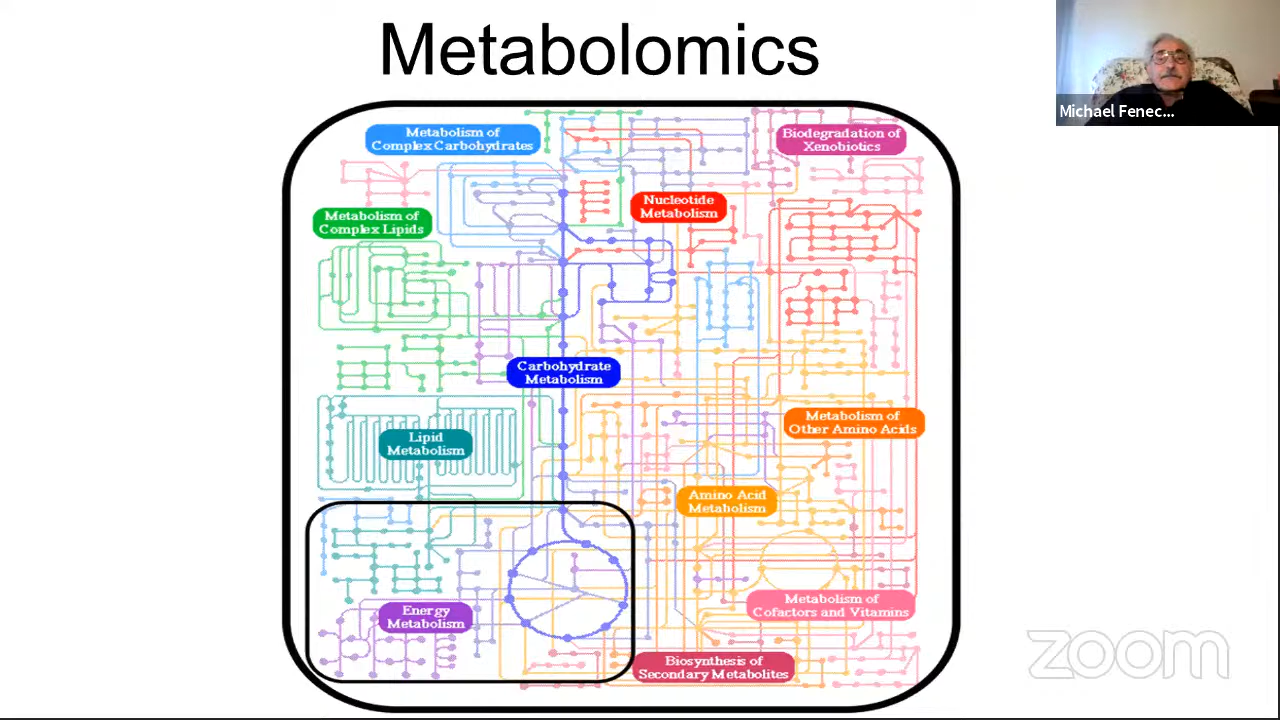 Metabolomics
Michael Fenec...
Metabolism of
Complex Carbohydrates
Biodegradation of
Xenobiotics
Nucleotide
Metabolism
Metabolism of
Complex Lipids
Carbohydrate
Metabolism
Metabolism of
Other Amino Acids
Lipid
Metabolism
Amino Acid
Metabolism
Energy
Metabolism
Metabolism of
Cofactors and Vitamins
Biosynthesis of
Secondary Metabolites
zoom